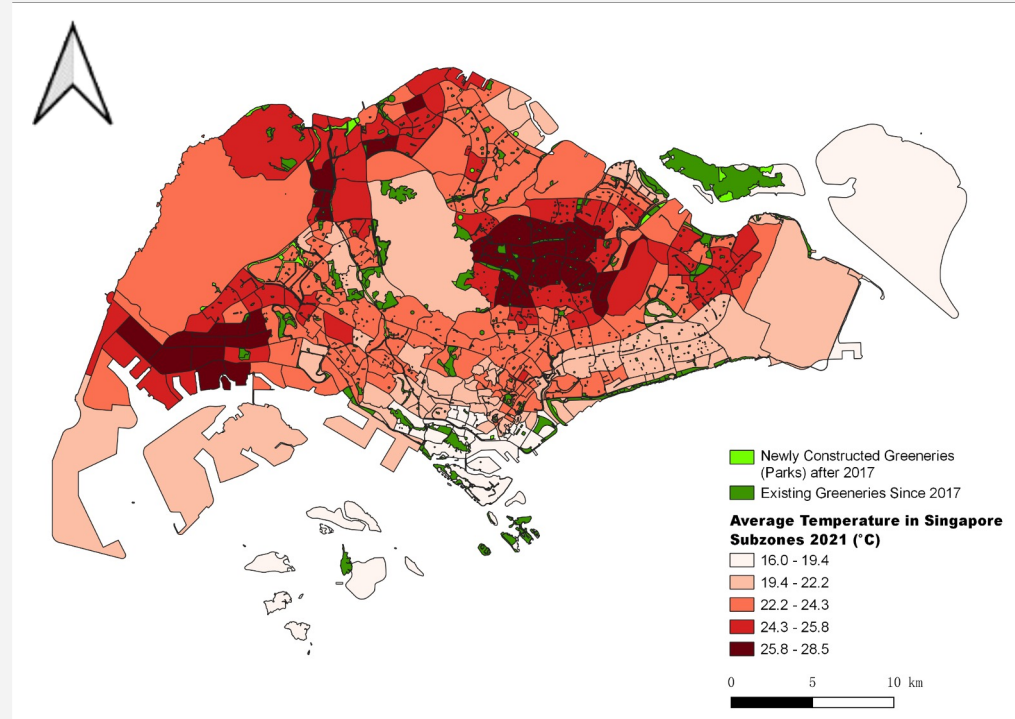 Newly Constructed Greeneries
(Parks) after 2017
Existing Greeneries Since 2017
Average Temperature in Singapore
Subzones 2021 (°C)
16.0 - 19.4
19.4 - 22.2
22.2 - 24.3
24.3 - 25.8
25.8 - 28.5
0 5 10 km